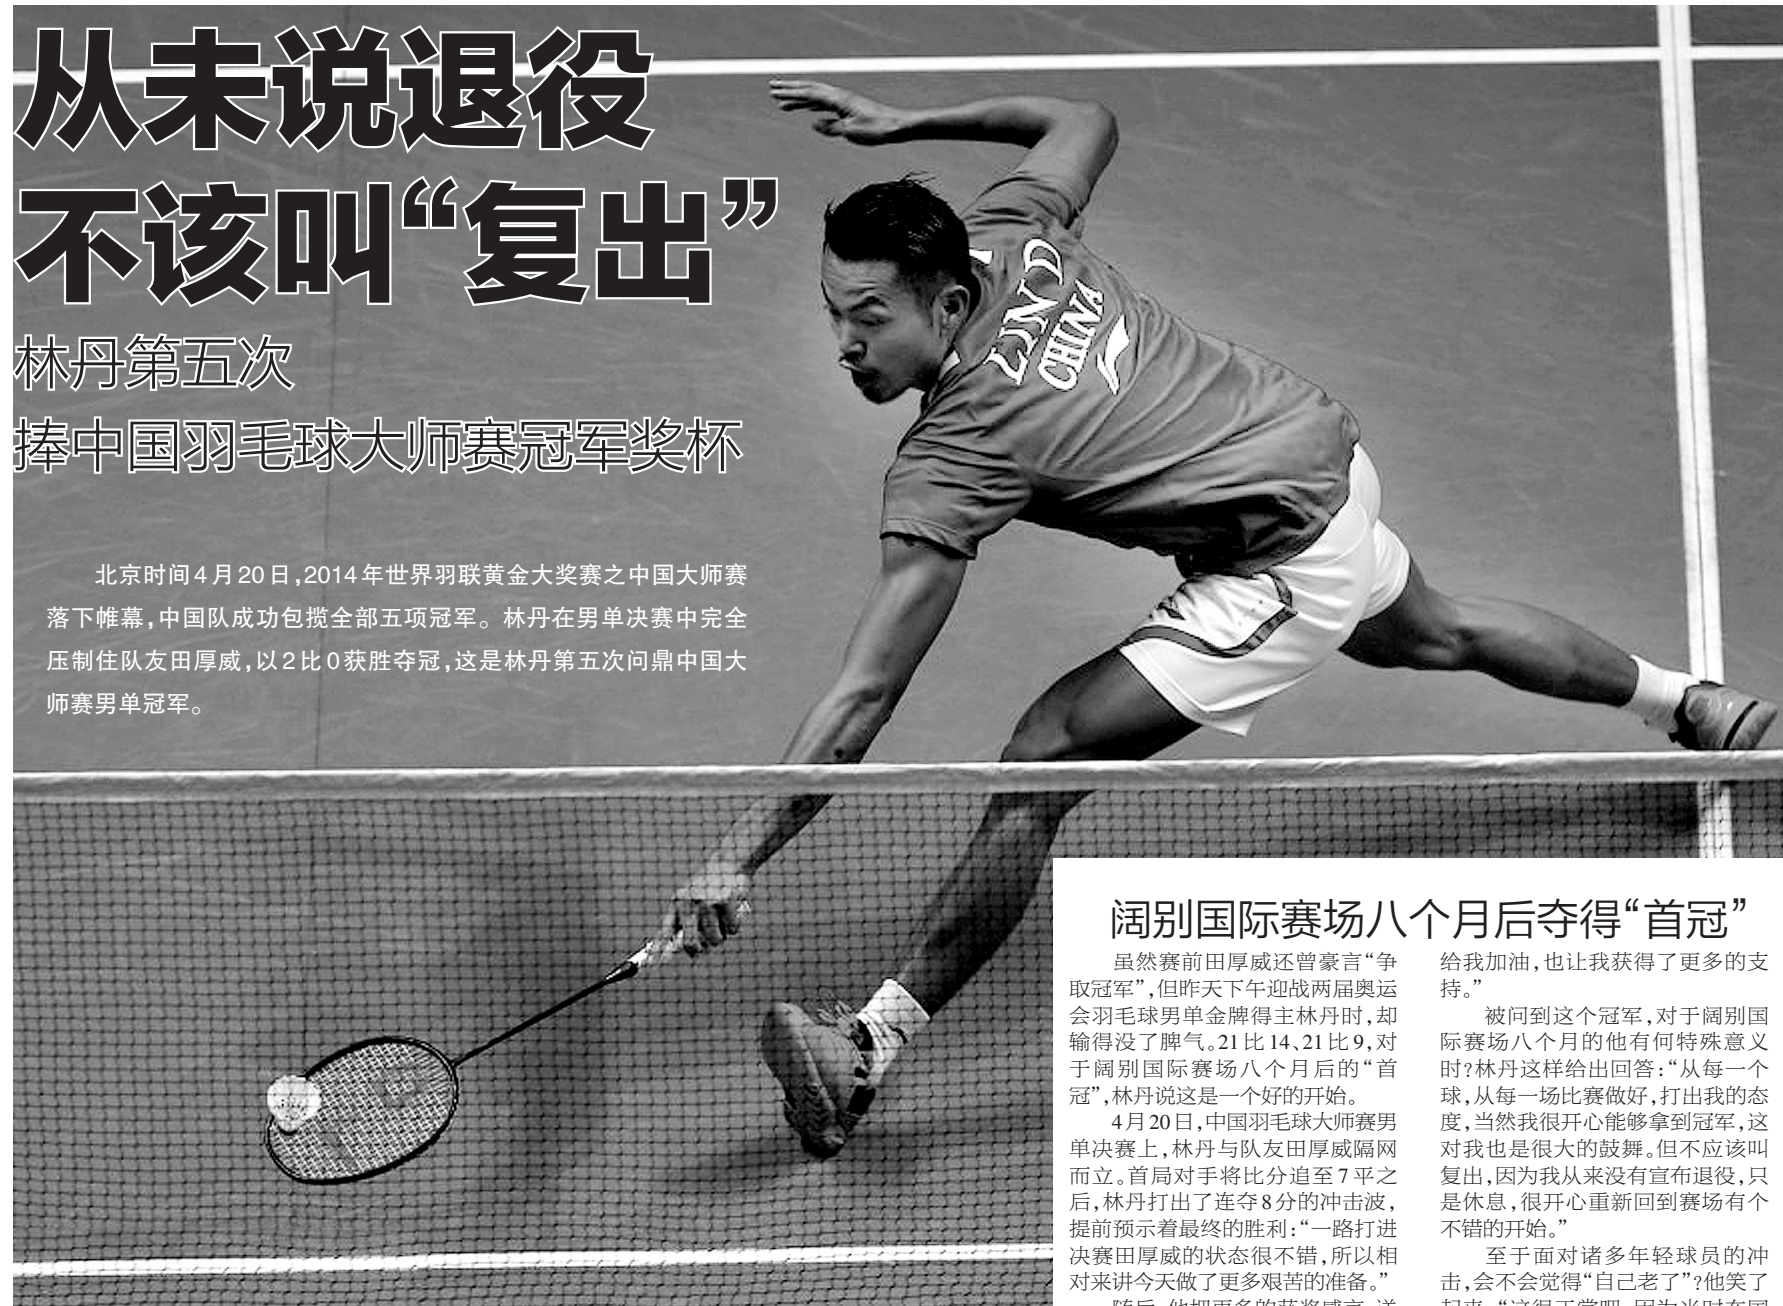 从未说退役
不该叫“复出”
林丹第五次
捧中国羽毛球大师赛冠军奖杯
北京时间4月20日,2014年世界羽联黄金大奖赛之中国大师赛
落下帷幕,中国队成功包揽全部五项冠军。林丹在男单决赛中完全
压制住队友田厚威,以2比0获胜夺冠,这是林丹第五次问鼎中国大
师赛男单冠军。
LIN D
CHINA
阔别国际赛场八个月后夺得“首冠”
虽然赛前田厚威还曾豪言“争
取冠军”,但昨天下午迎战两届奥运
会羽毛球男单金牌得主林丹时,却
输得没了脾气。21比14、21比9,对
于阔别国际赛场八个月后的“首
冠”,林丹说这是一个好的开始。
4月20日,中国羽毛球大师赛男
单决赛上,林丹与队友田厚威隔网
而立。首局对手将比分追至7平之
后,林丹打出了连夺8分的冲击波,
提前预示着最终的胜利:“一路打进
决赛田厚威的状态很不错,所以相
对来讲今天做了更多艰苦的准备。”
给我加油,也让我获得了更多的支
持。”
被问到这个冠军,对于阔别国
际赛场八个月的他有何特殊意义
时?林丹这样给出回答:“从每一个
球,从每一场比赛做好,打出我的态
度,当然我很开心能够拿到冠军,这
对我也是很大的鼓舞。但不应该叫
复出,因为我从来没有宣布退役,只
是休息,很开心重新回到赛场有个
不错的开始。”
至于面对诸多年轻球员的冲
击,会不会觉得“自己老了”?他笑了